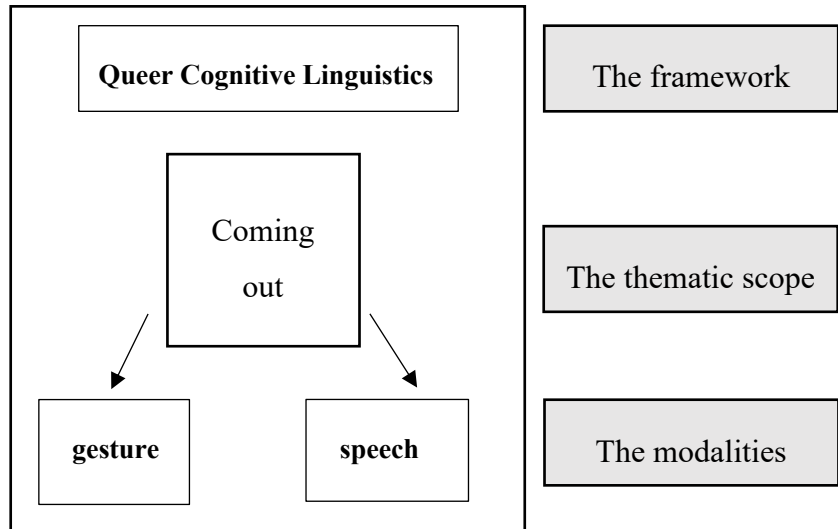 Queer Cognitive Linguistics
The framework
Coming
out
The thematic scope
gesture
speech
The modalities